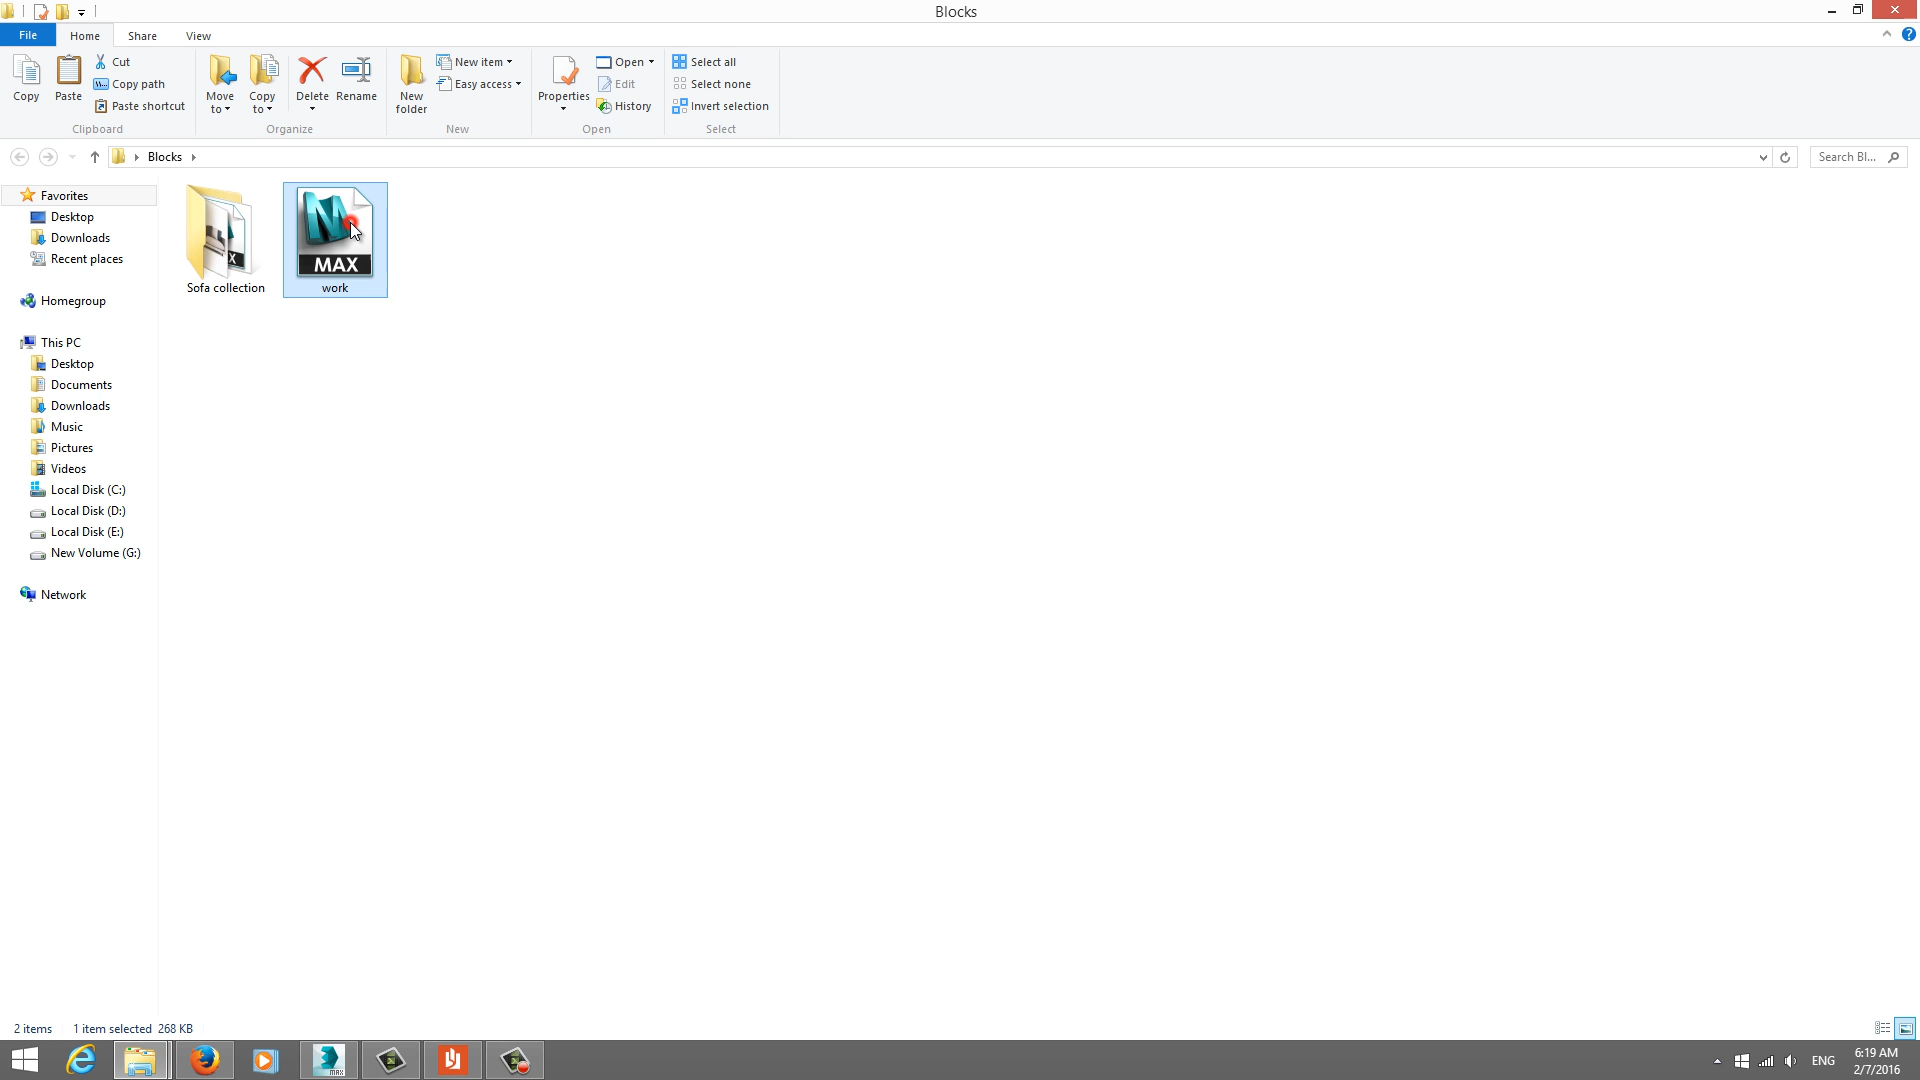 Blocks
File
Home
Share
View
Copy
Paste
Cut
Copy path
Paste shortcut
Clipboard
Move to
Copy to
Delete
Rename
Organize
New folder
New item
Easy access
New
Properties
Open
Edit
History
Open
Select all
Select none
Invert selection
Select
Blocks
Search Bl...
Favorites
Desktop
Downloads
Recent places
Homegroup
This PC
Desktop
Documents
Downloads
Music
Pictures
Videos
Local Disk (C:)
Local Disk (D:)
Local Disk (E:)
New Volume (G:)
Network
X
Sofa collection
M
MAX
work
2 items 1 item selected 268 KB
MAX
ENG
6:19 AM
2/7/2016